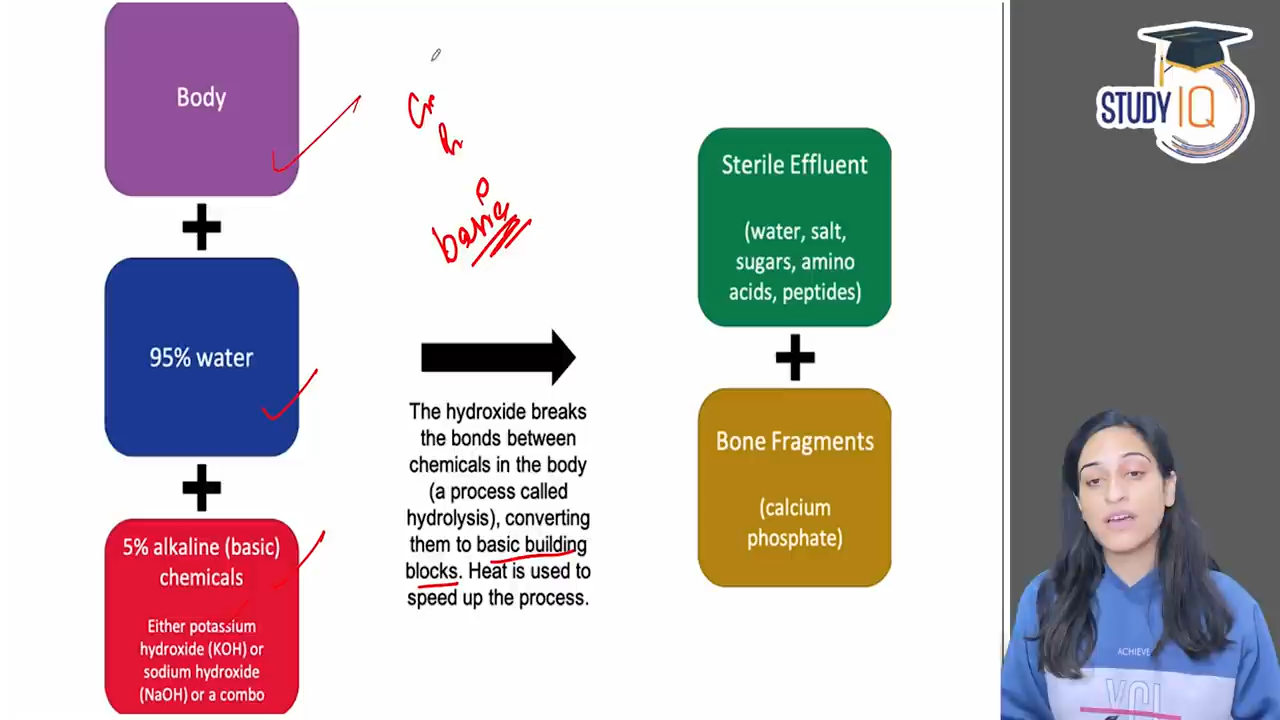 Body
95% water
5% alkaline (basic)
chemicals
Either potassium
hydroxide (KOH) or
sodium hydroxide
(NaOH) or a combo
basic
The hydroxide breaks
the bonds between
chemicals in the body
(a process called
hydrolysis), converting
them to basic building
blocks. Heat is used to
speed up the process.
Sterile Effluent
(water, salt,
sugars, amino
acids, peptides)
Bone Fragments
(calcium
phosphate)
STUDY IQ
ACHIEVE